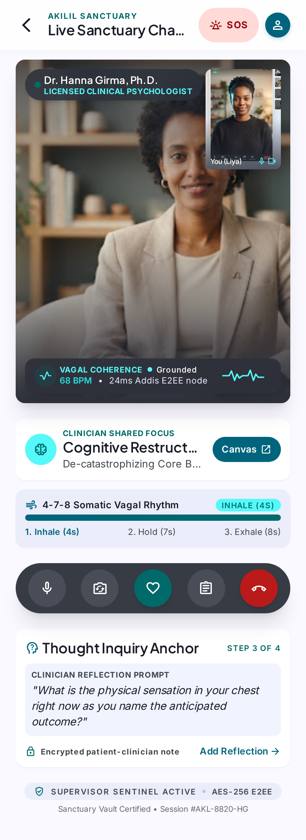 AKILIL SANCTUARY
Live Sanctuary Cha...
SOS
Dr. Hanna Girma, Ph.D.
LICENSED CLINICAL PSYCHOLOGIST
You (Liya)
VAGAL COHERENCE • Grounded
68 BPM • 24ms Addis E2EE node
CLINICIAN SHARED FOCUS
Cognitive Restruct...
De-catastrophizing Core B...
Canvas
4-7-8 Somatic Vagal Rhythm
INHALE (4S)
1. Inhale (4s)
2. Hold (7s)
3. Exhale (8s)
Thought Inquiry Anchor
STEP 3 OF 4
CLINICIAN REFLECTION PROMPT
"What is the physical sensation in your chest
right now as you name the anticipated
outcome?"
Encrypted patient-clinician note
Add Reflection →
SUPERVISOR SENTINEL ACTIVE • AES-256 E2EE
Sanctuary Vault Certified • Session #AKL-8820-HG